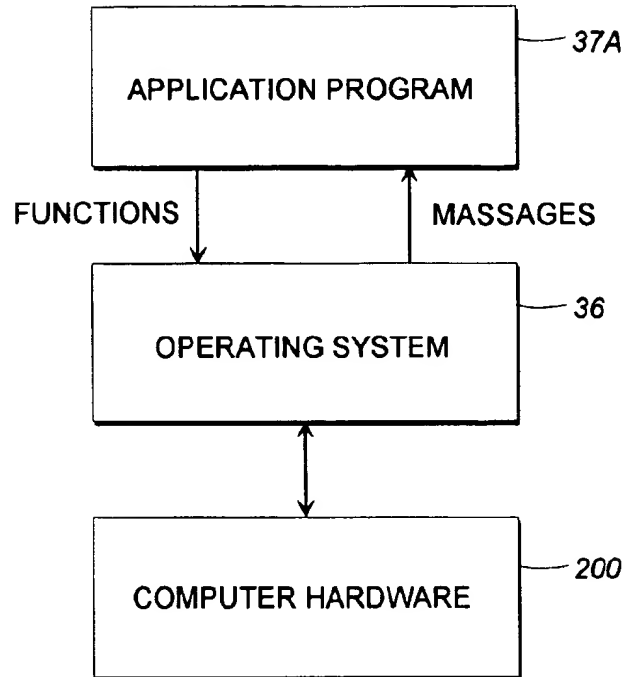 37A
APPLICATION PROGRAM
FUNCTIONS
MASSAGES
36
OPERATING SYSTEM
200
COMPUTER HARDWARE